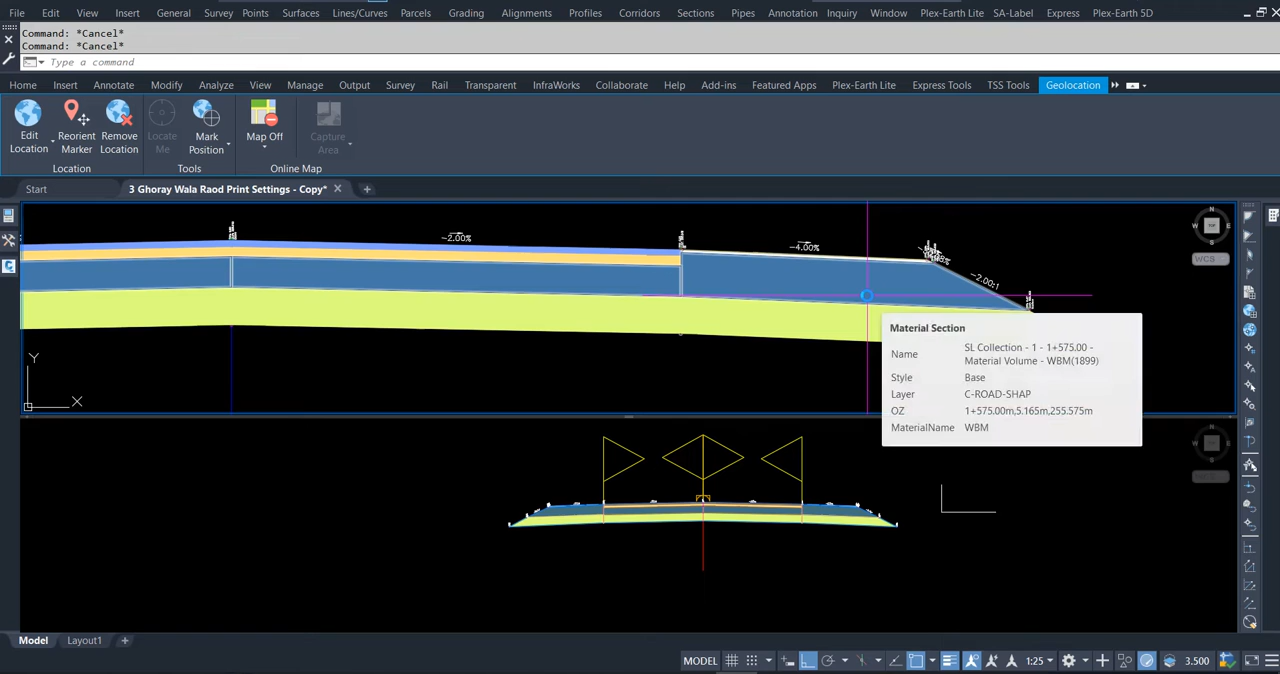 File Edit View Insert General Survey Points Surfaces Lines/Curves Parcels Grading Alignments Profiles Corridors Sections Pipes Annotation Inquiry Window Plex-Earth Lite SA-Label Express Plex-Earth 5D
Command: *Cancel*
Command: *Cancel*
Type a command
Home Insert Annotate Modify Analyze View Manage Output Survey Rail Transparent InfraWorks Collaborate Help Add-ins Featured Apps Plex-Earth Lite Express Tools TSS Tools Geolocation
Edit Location
Reorient Marker
Remove Location
Locate Me
Mark Position
Map Off
Capture Area
Location Tools Online Map
Start 3 Ghoray Wala Raod Print Settings - Copy*
-2.00%
-4.00%
-2.00:1
N
W TOP E
S
WCS
Material Section
Name SL Collection - 1 - 1+575.00 -
Material Volume - WBM(1899)
Style Base
Layer C-ROAD-SHAP
OZ 1+575.00m,5.165m,255.575m
MaterialName WBM
Y
X
N
W TOP E
S
Model Layout1
MODEL 1:25 3.500